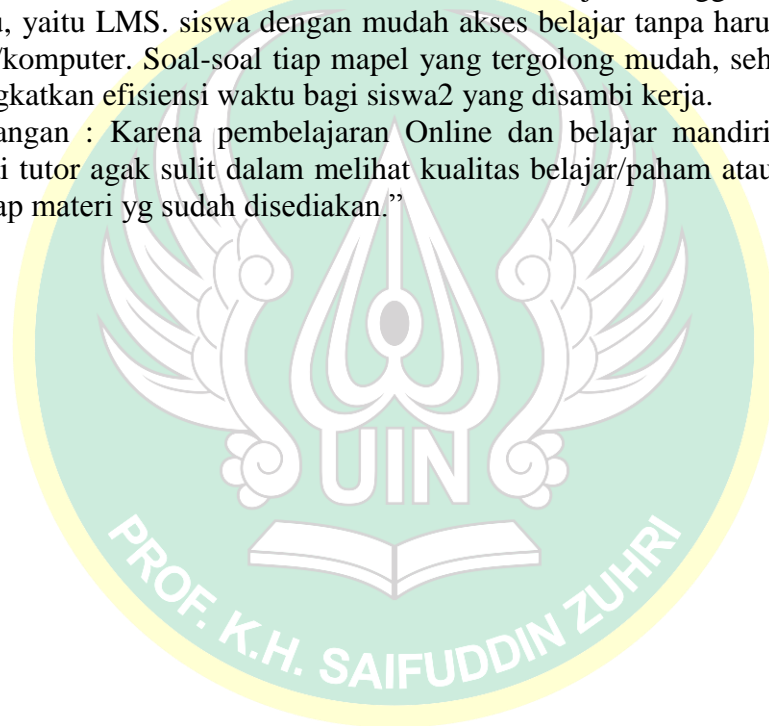 u, yaitu LMS. siswa dengan mudah akses belajar tanpa haru
/komputer. Soal-soal tiap mapel yang tergolong mudah, seh
gkatkan efisiensi waktu bagi siswa2 yang disambi kerja.
angan : Karena pembelajaran Online dan belajar mandiri
i tutor agak sulit dalam melihat kualitas belajar/paham atau
ap materi yg sudah disediakan.”
UIN
PROF. K.H. SAIFUDDIN ZUHRI